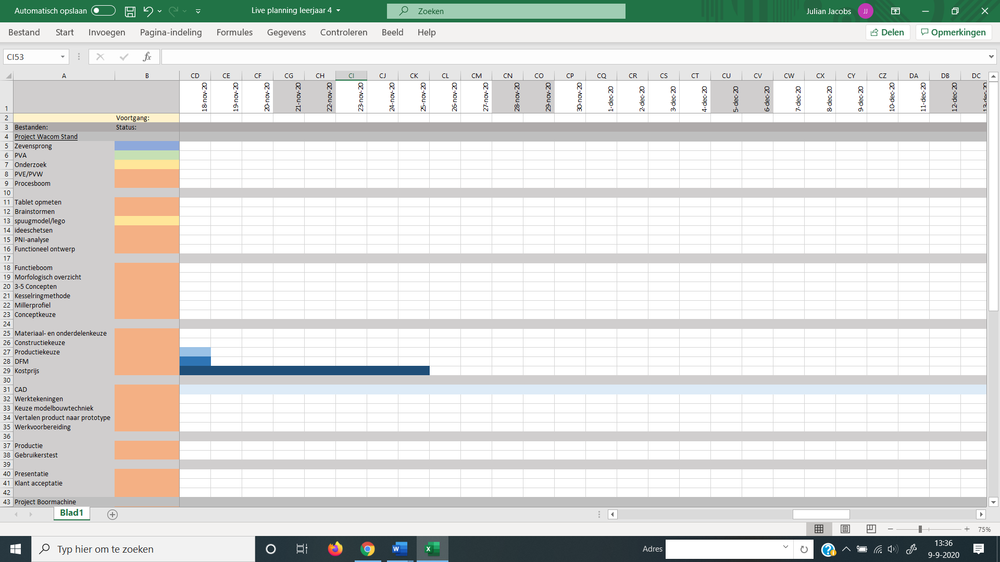 Automatisch opslaan Live planning leerjaar 4 Zoeken Julian Jacobs JJ
Bestand Start Invoegen Pagina-indeling Formules Gegevens Controleren Beeld Help Delen Opmerkingen
CI53 fx
A B CD CE CF CG CH CI CJ CK CL CM CN CO CP CQ CR CS CT CU CV CW CX CY CZ DA DB DC
1 18-nov-20 19-nov-20 20-nov-20 21-nov-20 22-nov-20 23-nov-20 24-nov-20 25-nov-20 26-nov-20 27-nov-20 28-nov-20 29-nov-20 30-nov-20 1-dec-20 2-dec-20 3-dec-20 4-dec-20 5-dec-20 6-dec-20 7-dec-20 8-dec-20 9-dec-20 10-dec-20 11-dec-20 12-dec-20 13-dec-20
2 Voortgang:
3 Bestanden: Status:
4 Project Wacom Stand
5 Zevensprong
6 PVA
7 Onderzoek
8 PVE/PVW
9 Procesboom
10
11 Tablet opmeten
12 Brainstormen
13 spuugmodel/lego
14 ideeschetsen
15 PNI-analyse
16 Functioneel ontwerp
17
18 Functieboom
19 Morfologisch overzicht
20 3-5 Concepten
21 Kesselringmethode
22 Millerprofiel
23 Conceptkeuze
24
25 Materiaal- en onderdelenkeuze
26 Constructiekeuze
27 Productiekeuze
28 DFM
29 Kostprijs
30
31 CAD
32 Werktekeningen
33 Keuze modelbouwtechniek
34 Vertalen product naar prototype
35 Werkvoorbereiding
36
37 Productie
38 Gebruikerstest
39
40 Presentatie
41 Klant acceptatie
42
43 Project Boormachine
Blad1
75%
Typ hier om te zoeken Adres 13:36
9-9-2020